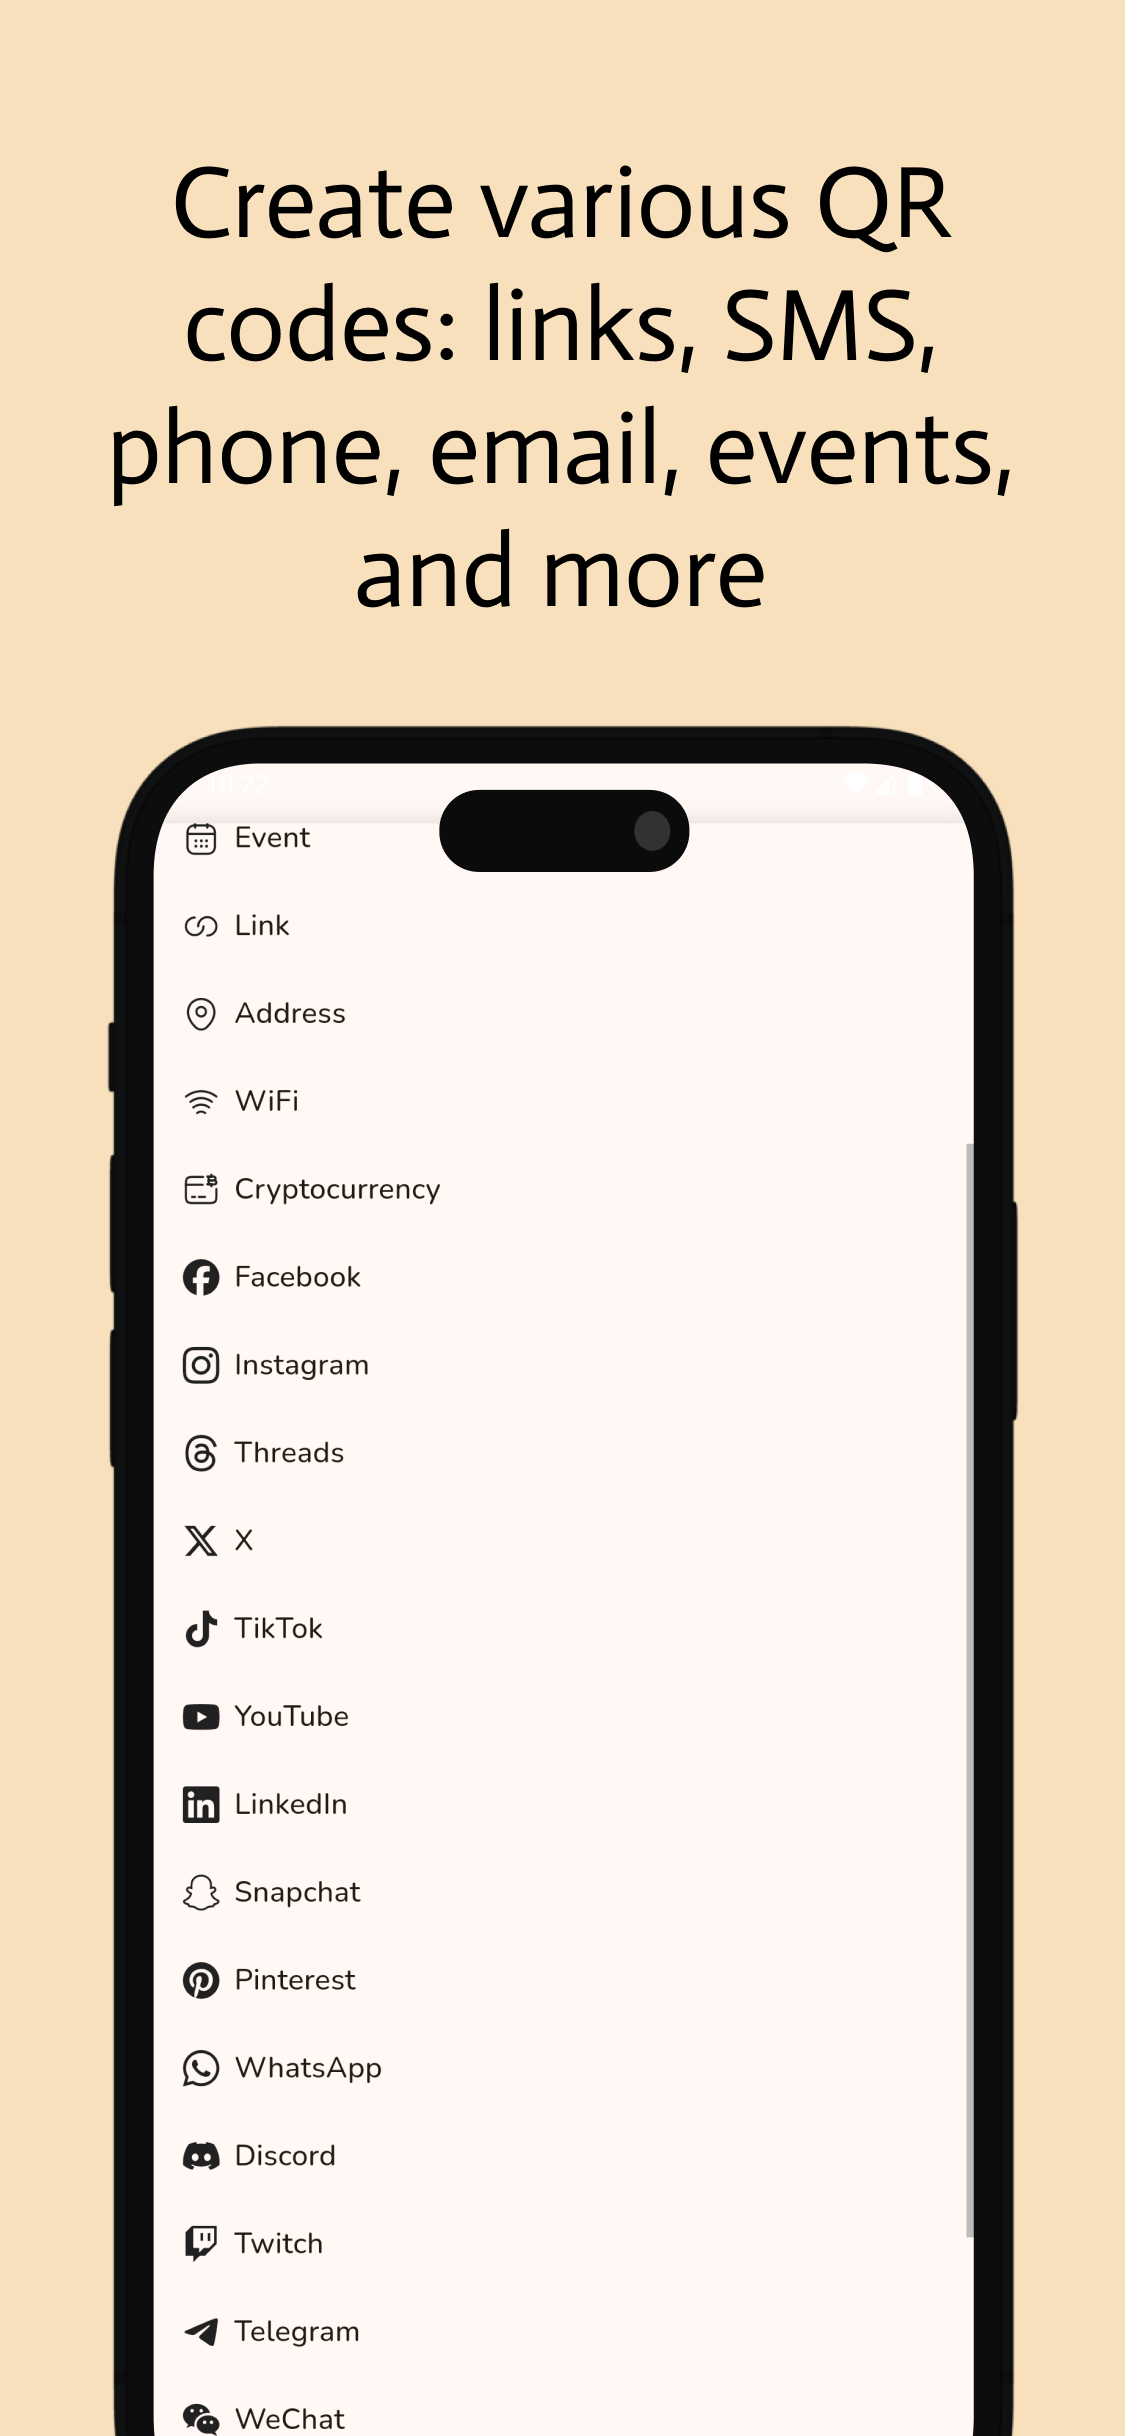 Create various QR
codes: links, SMS,
phone, email, events,
and more
10:22
Event
Link
Address
WiFi
Cryptocurrency
Facebook
Instagram
Threads
X
TikTok
YouTube
LinkedIn
Snapchat
Pinterest
WhatsApp
Discord
Twitch
Telegram
WeChat